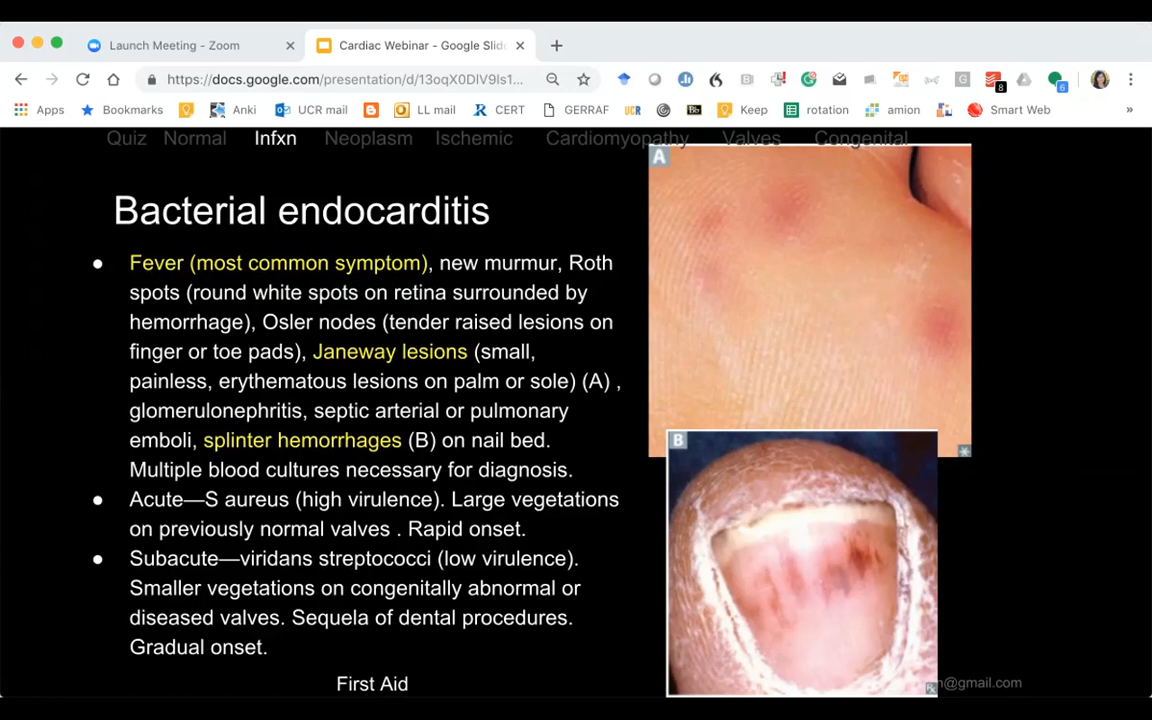 Launch Meeting - Zoom
Cardiac Webinar - Google Slide
https://docs.google.com/presentation/d/13oqX0DIV9ls1...
8
6
Apps Bookmarks Anki UCR mail LL mail CERT GERRAF UCR Keep rotation amion Smart Web »
Quiz Normal Infxn Neoplasm Ischemic Cardiomyopathy Valves Congenital
A
Bacterial endocarditis
● Fever (most common symptom), new murmur, Roth
spots (round white spots on retina surrounded by
hemorrhage), Osler nodes (tender raised lesions on
finger or toe pads), Janeway lesions (small,
painless, erythematous lesions on palm or sole) (A) ,
glomerulonephritis, septic arterial or pulmonary
emboli, splinter hemorrhages (B) on nail bed.
Multiple blood cultures necessary for diagnosis.
● Acute—S aureus (high virulence). Large vegetations
on previously normal valves . Rapid onset.
● Subacute—viridans streptococci (low virulence).
Smaller vegetations on congenitally abnormal or
diseased valves. Sequela of dental procedures.
Gradual onset.
B
First Aid
n@gmail.com